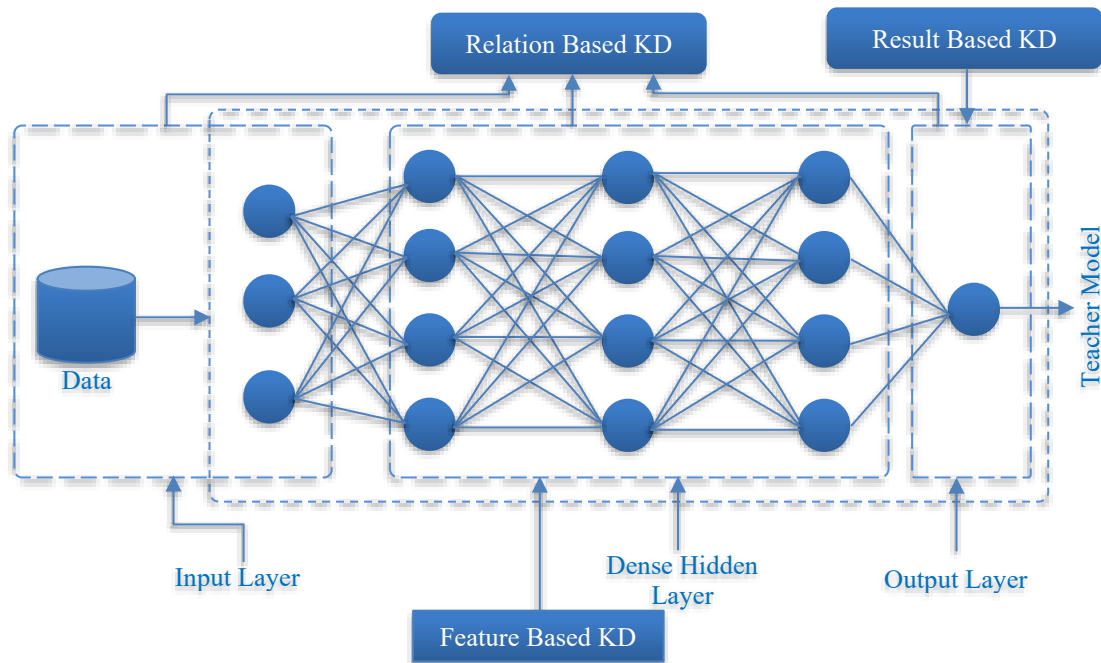 Relation Based KD
Result Based KD
Data
Teacher Model
Input Layer
Dense Hidden
Layer
Output Layer
Feature Based KD